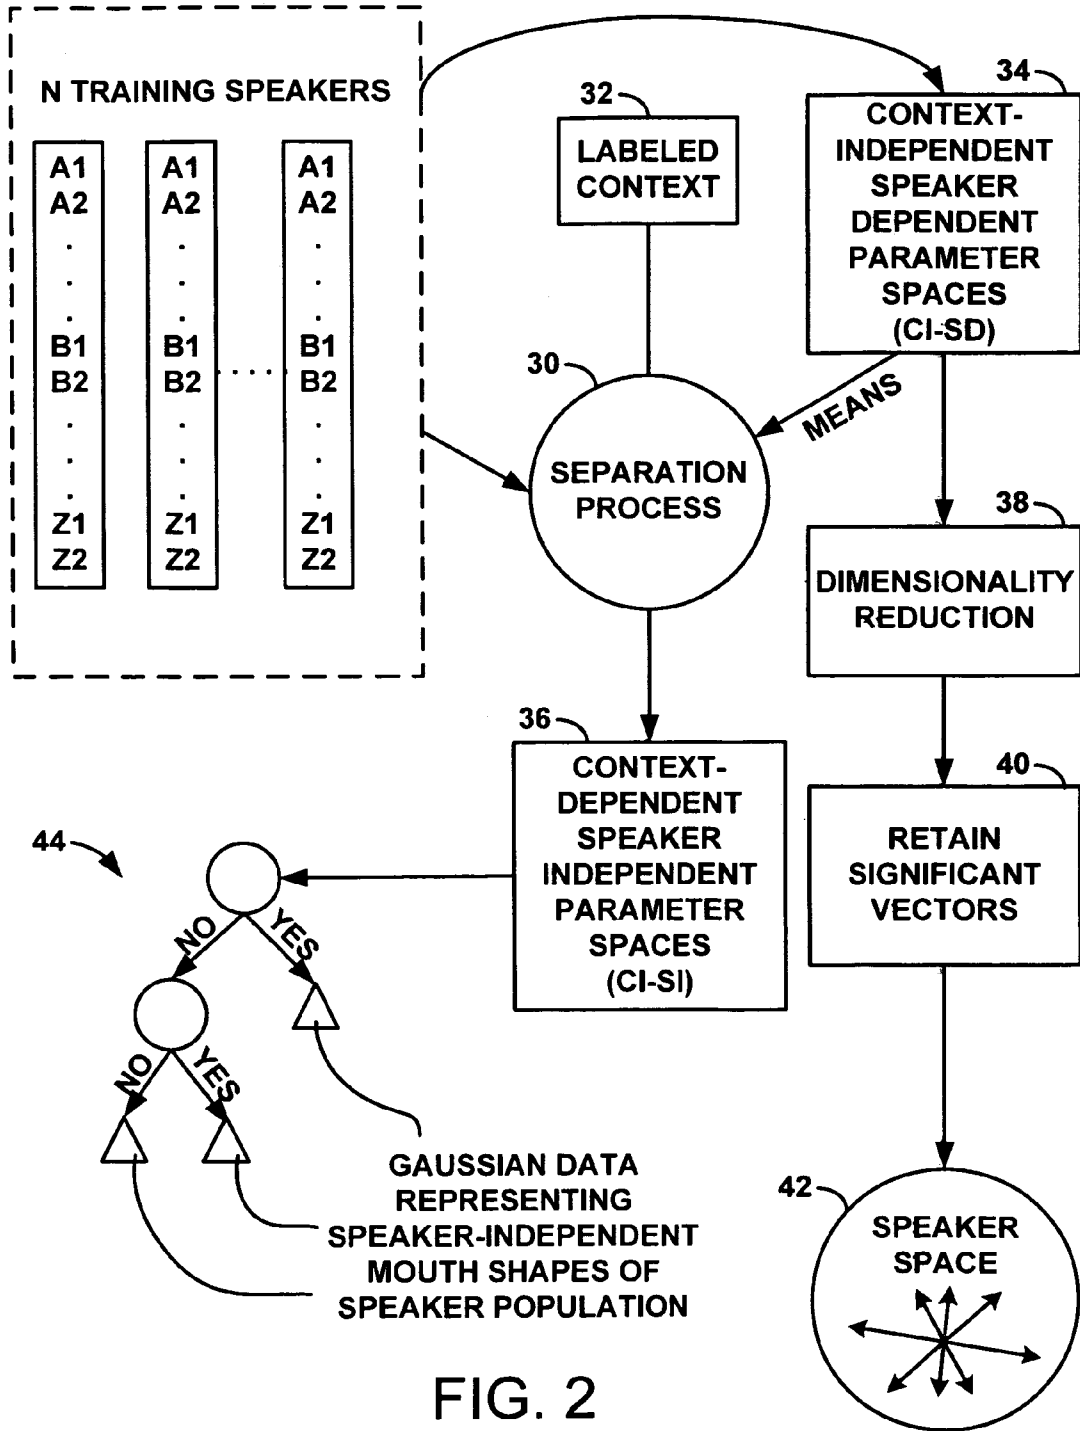 N TRAINING SPEAKERS
A1
A2
.
.
.
B1
B2
.
.
.
Z1
Z2
A1
A2
.
.
.
B1
B2
.
.
.
Z1
Z2
.....
A1
A2
.
.
.
B1
B2
.
.
.
Z1
Z2
32
LABELED
CONTEXT
34
CONTEXT-
INDEPENDENT
SPEAKER
DEPENDENT
PARAMETER
SPACES
(CI-SD)
30
SEPARATION
PROCESS
MEANS
38
DIMENSIONALITY
REDUCTION
36
CONTEXT-
DEPENDENT
SPEAKER
INDEPENDENT
PARAMETER
SPACES
(CI-SI)
40
RETAIN
SIGNIFICANT
VECTORS
44
NO
YES
NO
YES
GAUSSIAN DATA
REPRESENTING
SPEAKER-INDEPENDENT
MOUTH SHAPES OF
SPEAKER POPULATION
42
SPEAKER
SPACE
FIG. 2